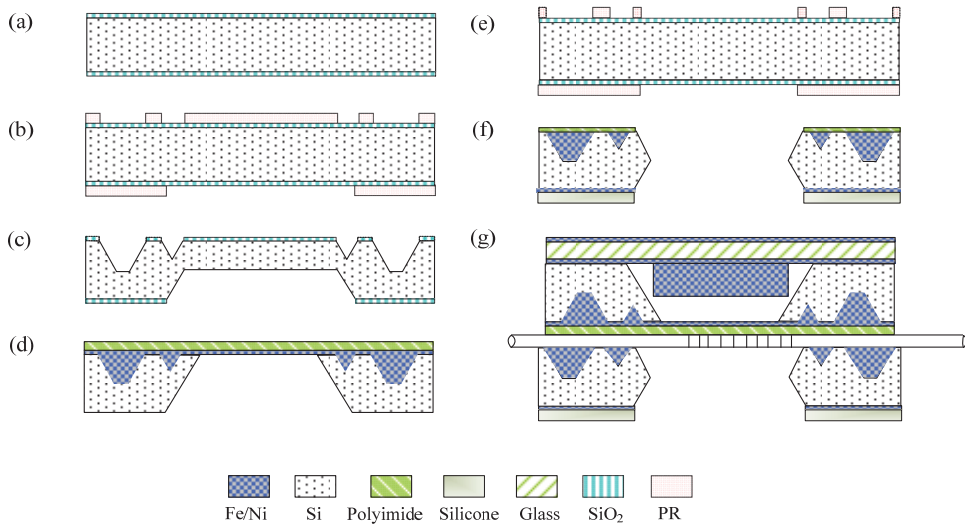 (a)
(b)
(c)
(d)
(e)
(f)
(g)
Fe/Ni Si Polyimide Silicone Glass SiO₂ PR